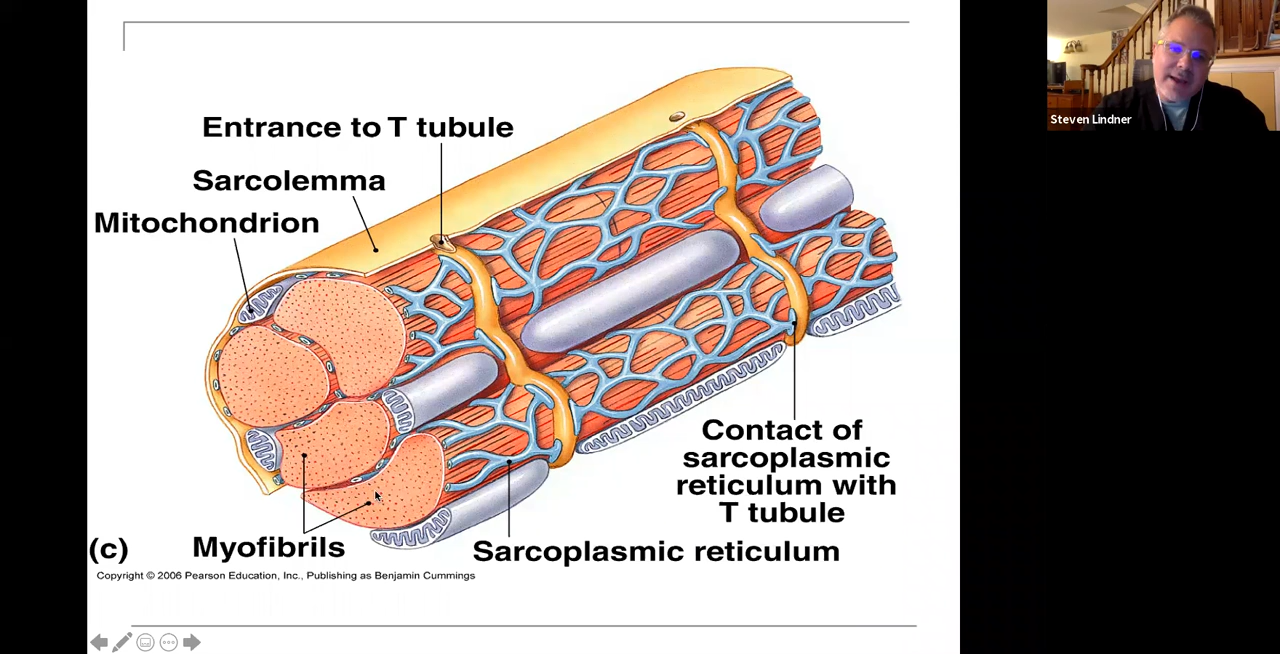 Entrance to T tubule
Sarcolemma
Mitochondrion
Contact of
sarcoplasmic
reticulum with
T tubule
(c)
Myofibrils
Sarcoplasmic reticulum
Copyright © 2006 Pearson Education, Inc., Publishing as Benjamin Cummings
Steven Lindner